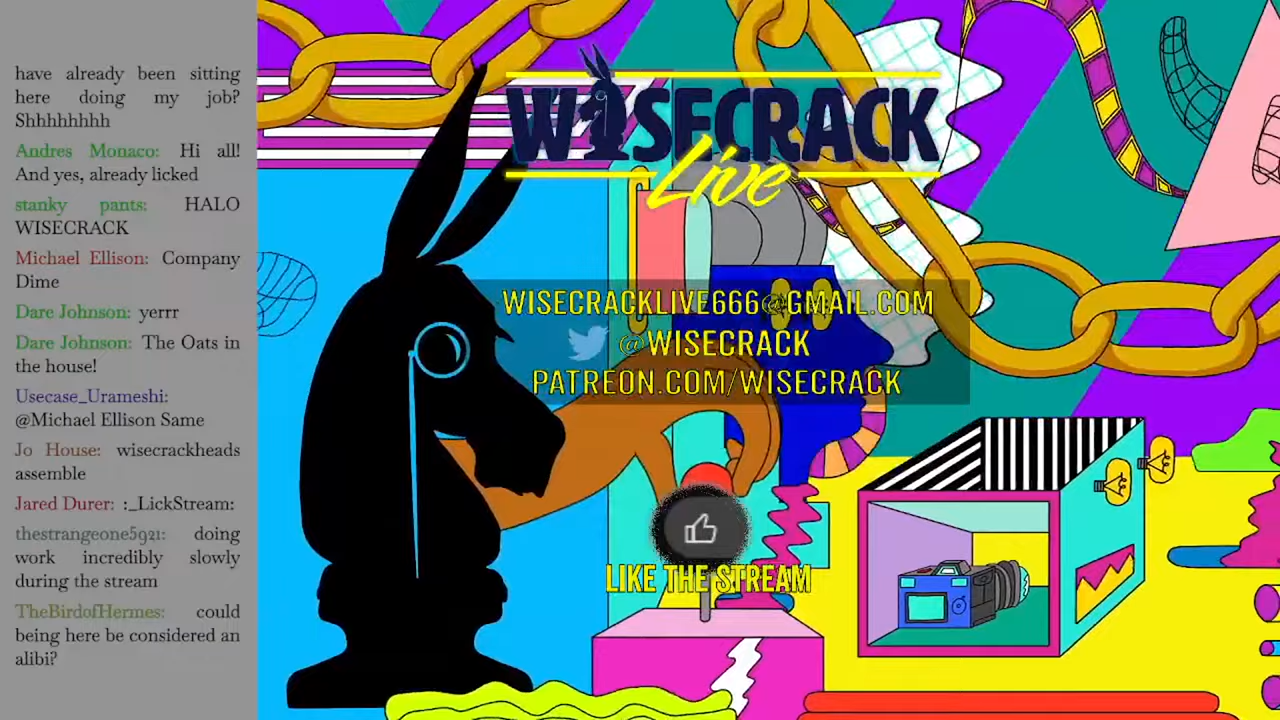 have already been sitting
here doing my job?
Shhhhhhhh
Andres Monaco: Hi all!
And yes, already licked
stanky pants: HALO
WISECRACK
Michael Ellison: Company
Dime
Dare Johnson: yerrr
Dare Johnson: The Oats in
the house!
Usecase_Urameshi:
@Michael Ellison Same
Jo House: wisecrackheads
assemble
Jared Durer: :_LickStream:
thestrangeone5921: doing
work incredibly slowly
during the stream
TheBirdofHermes: could
being here be considered an
alibi?
WISECRACK
Live
WISECRACKLIVE666@GMAIL.COM
@WISECRACK
PATREON.COM/WISECRACK
LIKE THE STREAM